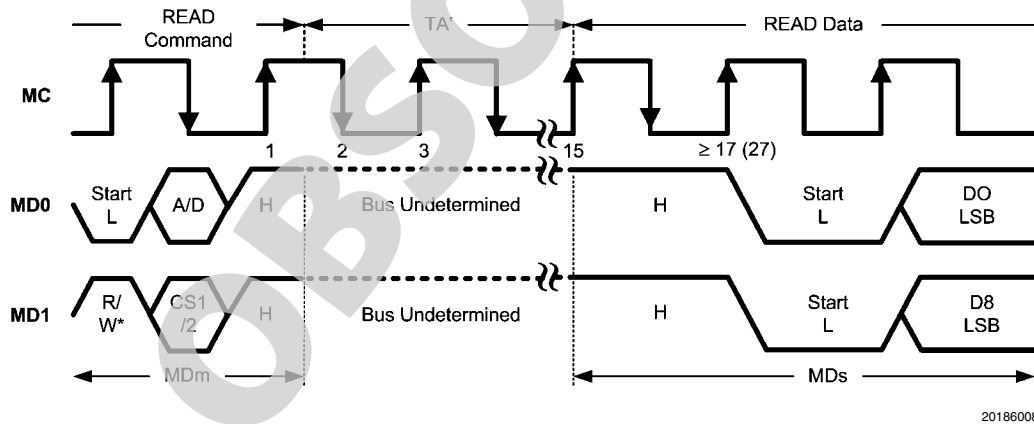 READ
Command
TA'
READ Data
MC
1
2
3
15
≥ 17 (27)
MD0
Start
L
A/D
H
Bus Undetermined
H
Start
L
DO
LSB
MD1
R/
W*
CS1
/2
H
Bus Undetermined
H
Start
L
D8
LSB
MDm
MDs
20186008
OBSO